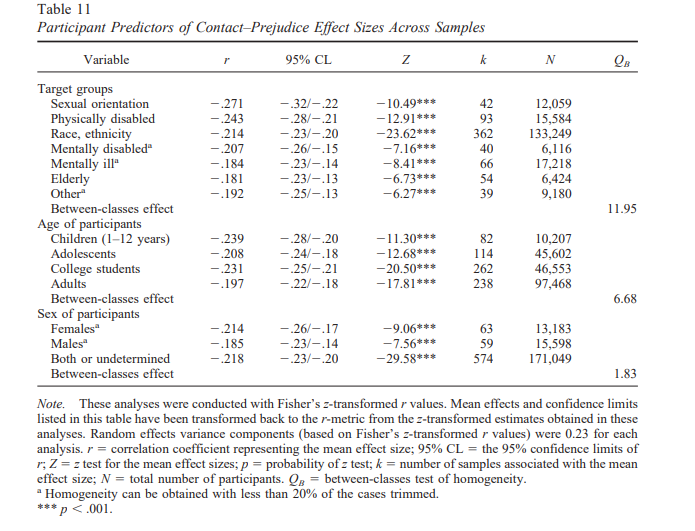 Table 11
Participant Predictors of Contact–Prejudice Effect Sizes Across Samples
Variable r 95% CL Z k N QB
Target groups
Sexual orientation −.271 −.32/−.22 −10.49*** 42 12,059
Physically disabled −.243 −.28/−.21 −12.91*** 93 15,584
Race, ethnicity −.214 −.23/−.20 −23.62*** 362 133,249
Mentally disabledᵃ −.207 −.26/−.15 −7.16*** 40 6,116
Mentally illᵃ −.184 −.23/−.14 −8.41*** 66 17,218
Elderly −.181 −.23/−.13 −6.73*** 54 6,424
Otherᵃ −.192 −.25/−.13 −6.27*** 39 9,180
Between-classes effect 11.95
Age of participants
Children (1–12 years) −.239 −.28/−.20 −11.30*** 82 10,207
Adolescents −.208 −.24/−.18 −12.68*** 114 45,602
College students −.231 −.25/−.21 −20.50*** 262 46,553
Adults −.197 −.22/−.18 −17.81*** 238 97,468
Between-classes effect 6.68
Sex of participants
Femalesᵃ −.214 −.26/−.17 −9.06*** 63 13,183
Malesᵃ −.185 −.23/−.14 −7.56*** 59 15,598
Both or undetermined −.218 −.23/−.20 −29.58*** 574 171,049
Between-classes effect 1.83
Note. These analyses were conducted with Fisher's z-transformed r values. Mean effects and confidence limits
listed in this table have been transformed back to the r-metric from the z-transformed estimates obtained in these
analyses. Random effects variance components (based on Fisher's z-transformed r values) were 0.23 for each
analysis. r = correlation coefficient representing the mean effect size; 95% CL = the 95% confidence limits of
r; Z = z test for the mean effect sizes; p = probability of z test; k = number of samples associated with the mean
effect size; N = total number of participants. QB = between-classes test of homogeneity.
ᵃ Homogeneity can be obtained with less than 20% of the cases trimmed.
*** p < .001.